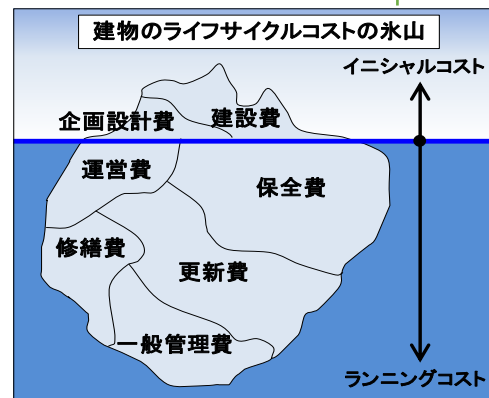 建物のライフサイクルコストの氷山
イニシャルコスト
企画設計費
建設費
運営費
保全費
修繕費
更新費
一般管理費
ランニングコスト